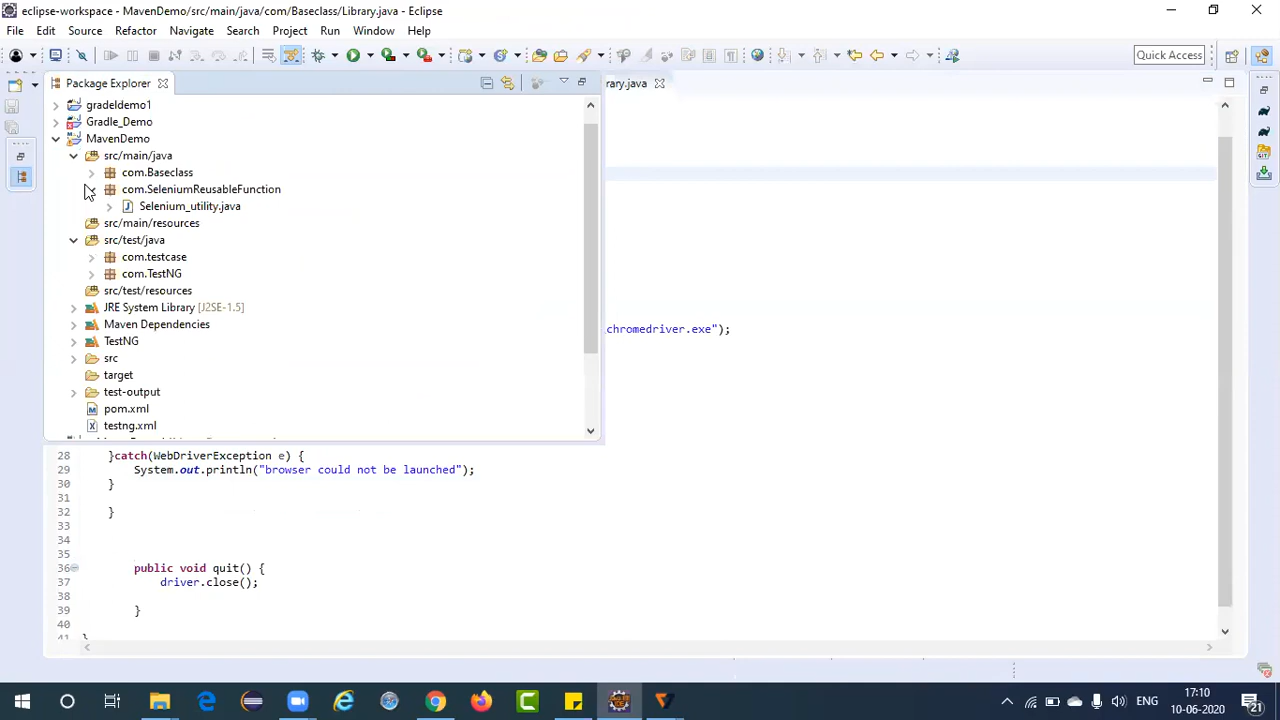 eclipse-workspace - MavenDemo/src/main/java/com/Baseclass/Library.java - Eclipse
File Edit Source Refactor Navigate Search Project Run Window Help
Quick Access
Package Explorer
rary.java
gradeldemo1
Gradle_Demo
MavenDemo
src/main/java
com.Baseclass
com.SeleniumReusableFunction
Selenium_utility.java
src/main/resources
src/test/java
com.testcase
com.TestNG
src/test/resources
JRE System Library [J2SE-1.5]
Maven Dependencies
chromedriver.exe");
TestNG
src
target
test-output
pom.xml
testng.xml
28 }catch(WebDriverException e) {
29 System.out.println("browser could not be launched");
30 }
31
32 }
33
34
35
36 public void quit() {
37 driver.close();
38
39 }
40
41 }
ENG
17:10
10-06-2020
21